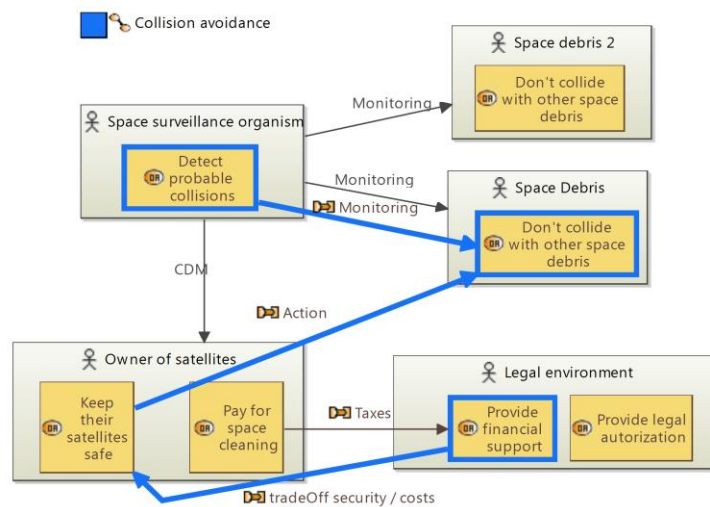 Collision avoidance
Space debris 2
Don't collide
with other space
debris
Monitoring
Space surveillance organism
Detect
probable
collisions
Monitoring
Monitoring
Space Debris
Don't collide
with other space
debris
CDM
Action
Owner of satellites
Keep
their
satellites
safe
Pay for
space
cleaning
Taxes
Legal environment
Provide
financial
support
Provide legal
autorization
tradeOff security / costs